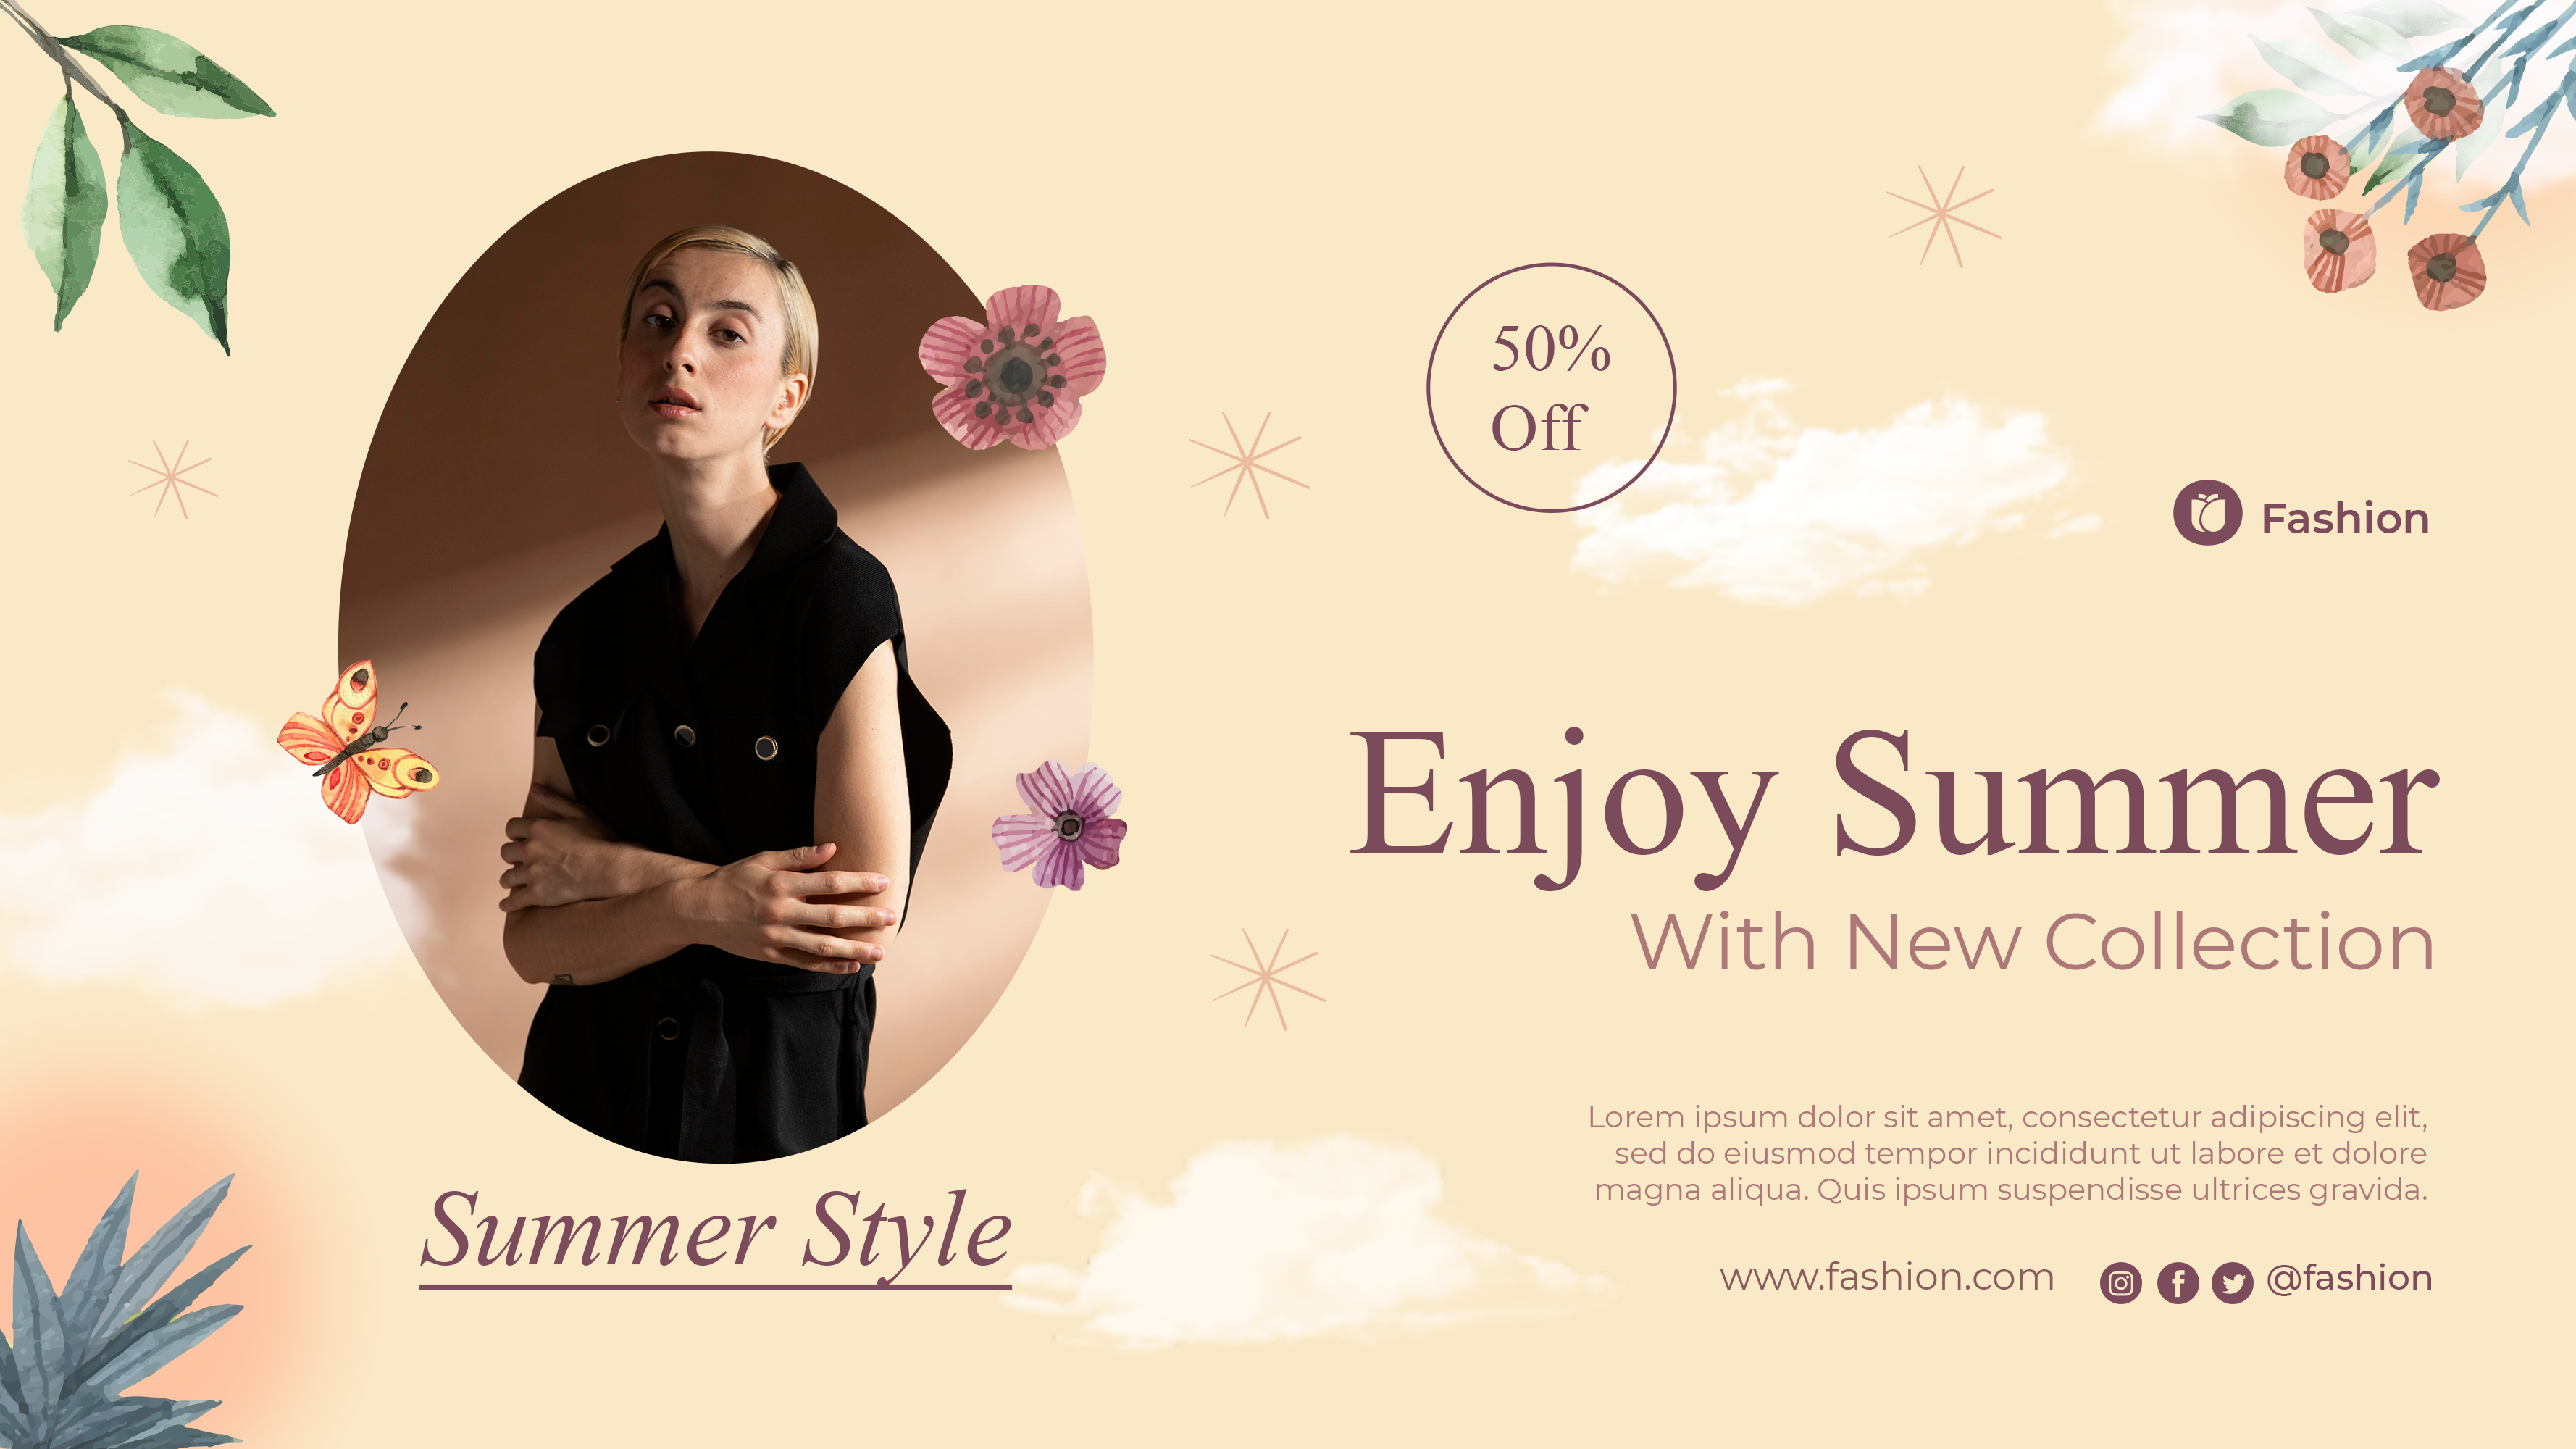 50%
Off
Fashion
Enjoy Summer
With New Collection
Lorem ipsum dolor sit amet, consectetur adipiscing elit,
sed do eiusmod tempor incididunt ut labore et dolore
magna aliqua. Quis ipsum suspendisse ultrices gravida.
www.fashion.com @fashion
Summer Style